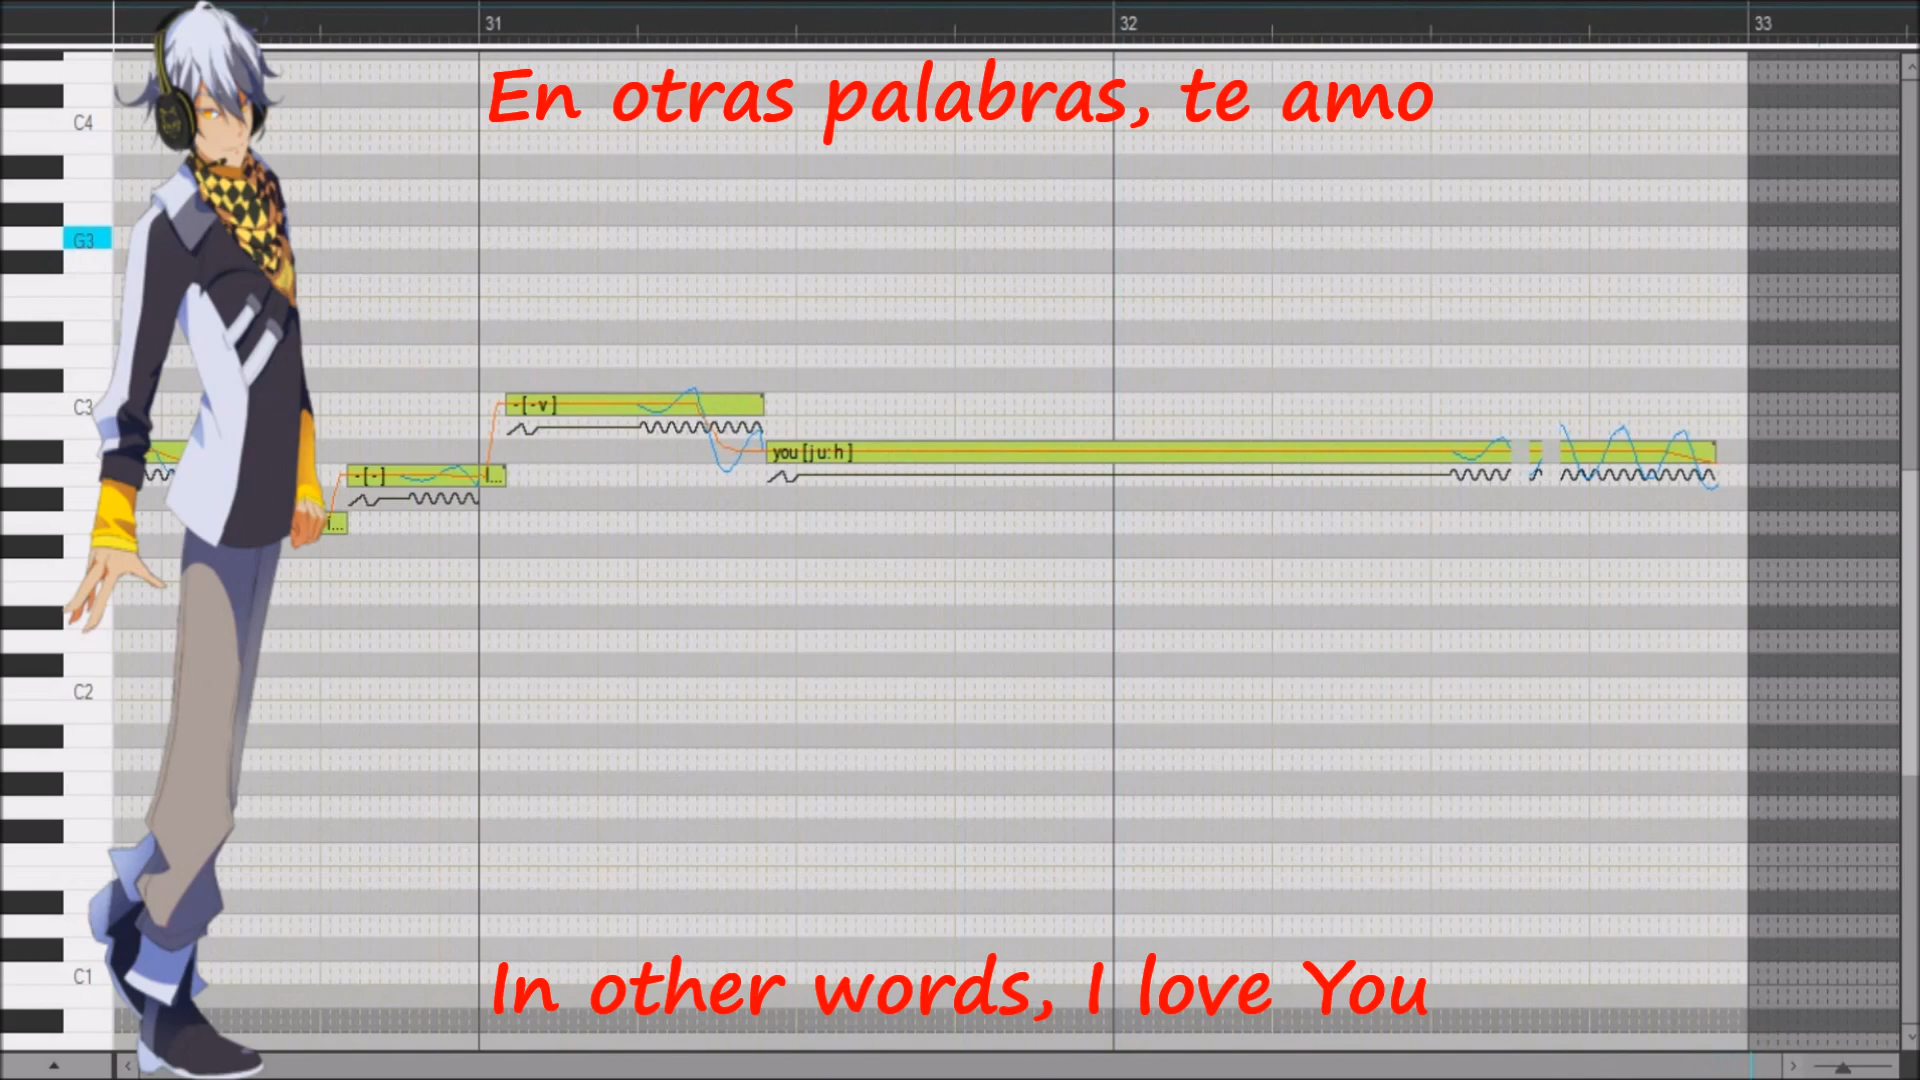 31
32
33
En otras palabras, te amo
C4
G3
C3
-[-v]
you [j u: h]
-[-]
l...
i...
C2
C1
In other words, I love You